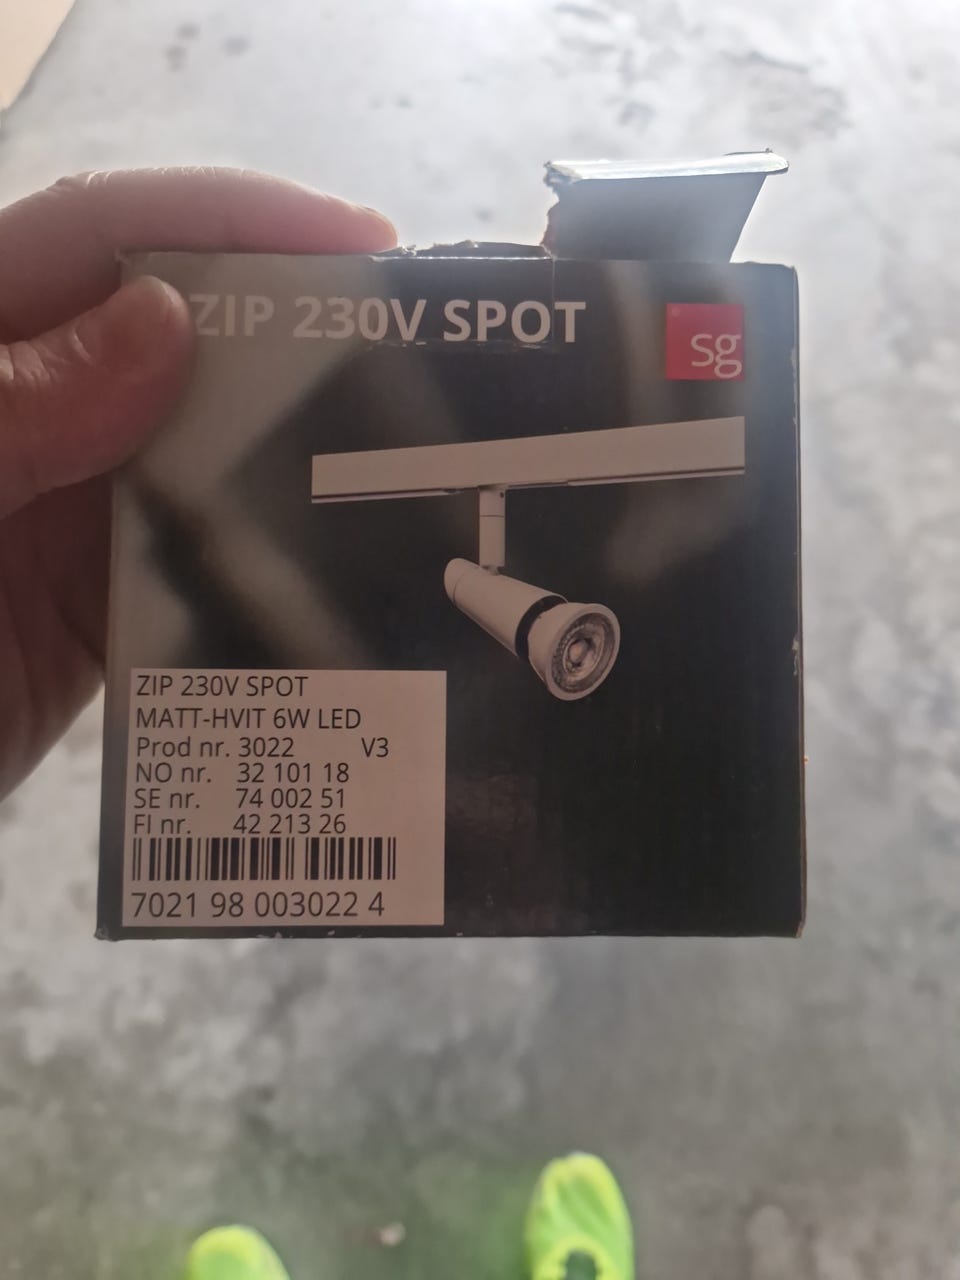 ZIP 230V SPOT
sg
ZIP 230V SPOT
MATT-HVIT 6W LED
Prod nr. 3022 V3
NO nr. 32 101 18
SE nr. 74 002 51
FI nr. 42 213 26
7021 98 003022 4